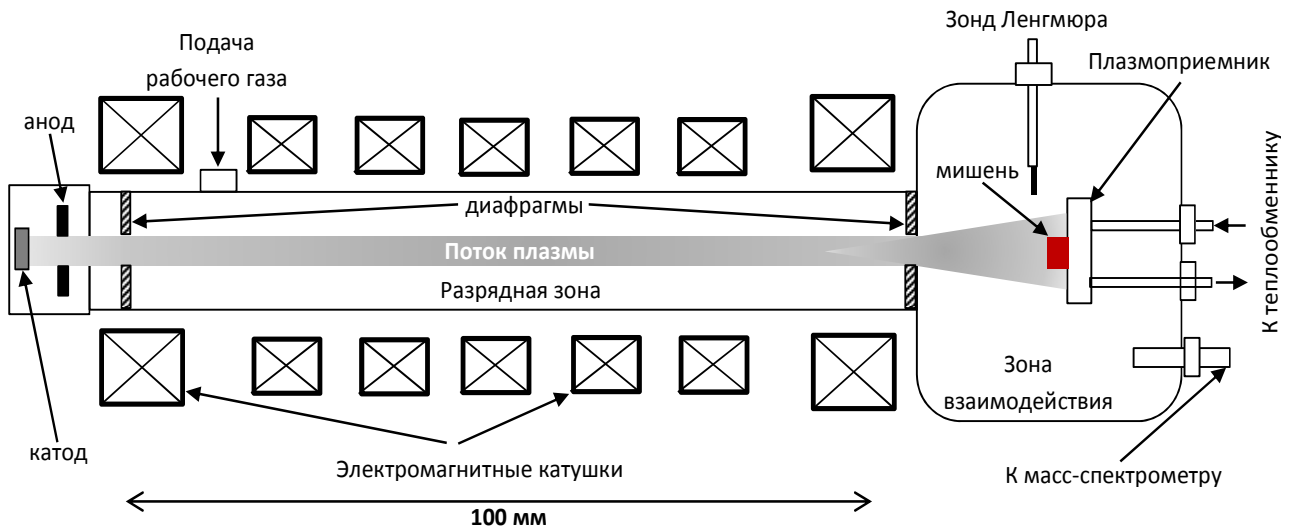 Зонд Ленгмюра
Подача
рабочего газа
Плазмоприемник
анод
мишень
диафрагмы
Поток плазмы
Разрядная зона
К теплообменнику
Зона
взаимодействия
катод
Электромагнитные катушки
К масс-спектрометру
100 мм